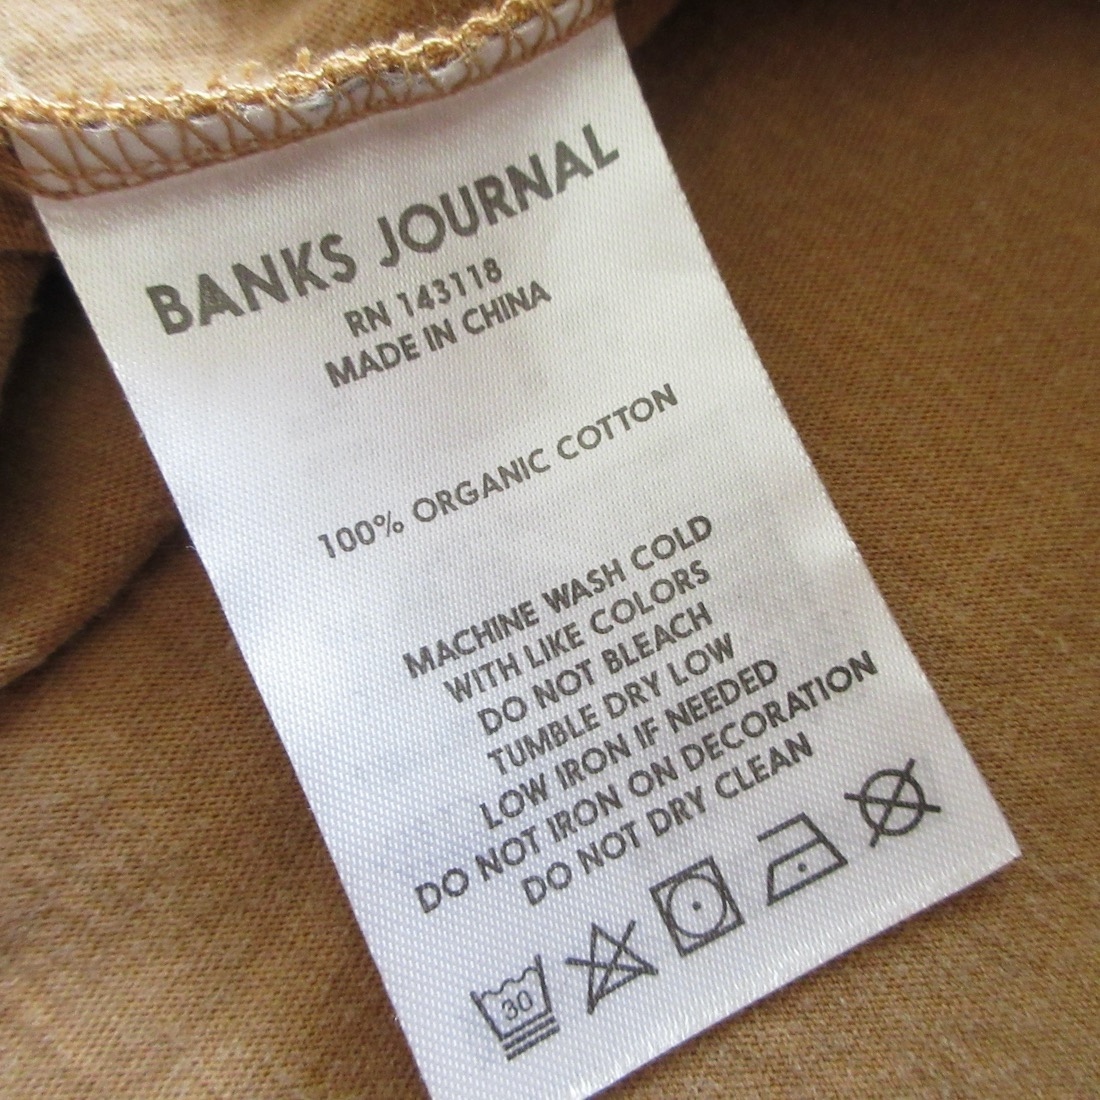 BANKS JOURNAL
RN 143118
MADE IN CHINA
100% ORGANIC COTTON
MACHINE WASH COLD
WITH LIKE COLORS
DO NOT BLEACH
TUMBLE DRY LOW
LOW IRON IF NEEDED
DO NOT IRON ON DECORATION
DO NOT DRY CLEAN
30